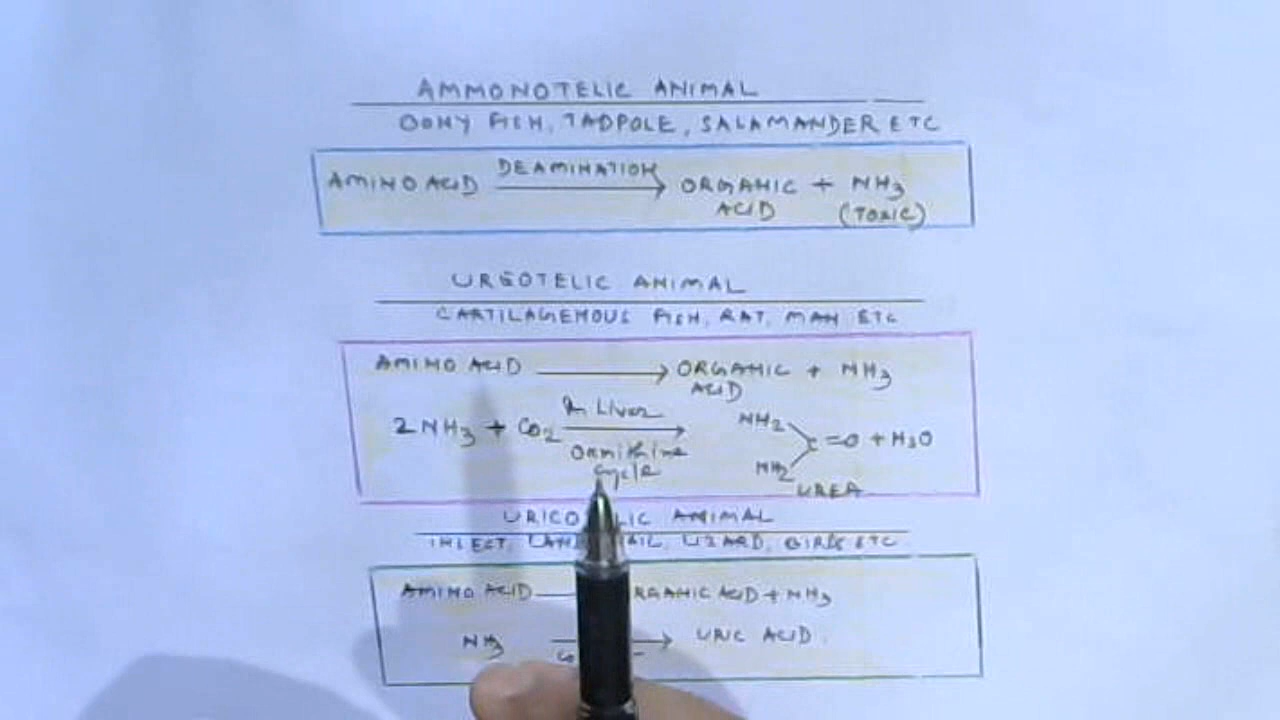 AMMONOTELIC ANIMAL
BONY FISH, TADPOLE, SALAMANDER ETC
AMINO ACID DEAMINATION ORGANIC + NH3
ACID (TOXIC)
UREOTELIC ANIMAL
CARTILAGENOUS FISH, RAT, MAN ETC
AMINO ACID → ORGANIC + NH3
ACID
2NH3 + CO2 In Liver → NH2
Ornithine C=O + H2O
cycle NH2
UREA
LIC ANIMAL
INSECT, LIZARD, BIRDS ETC
AMINO ACID RGANIC ACID + NH3
NH3 → URIC ACID.